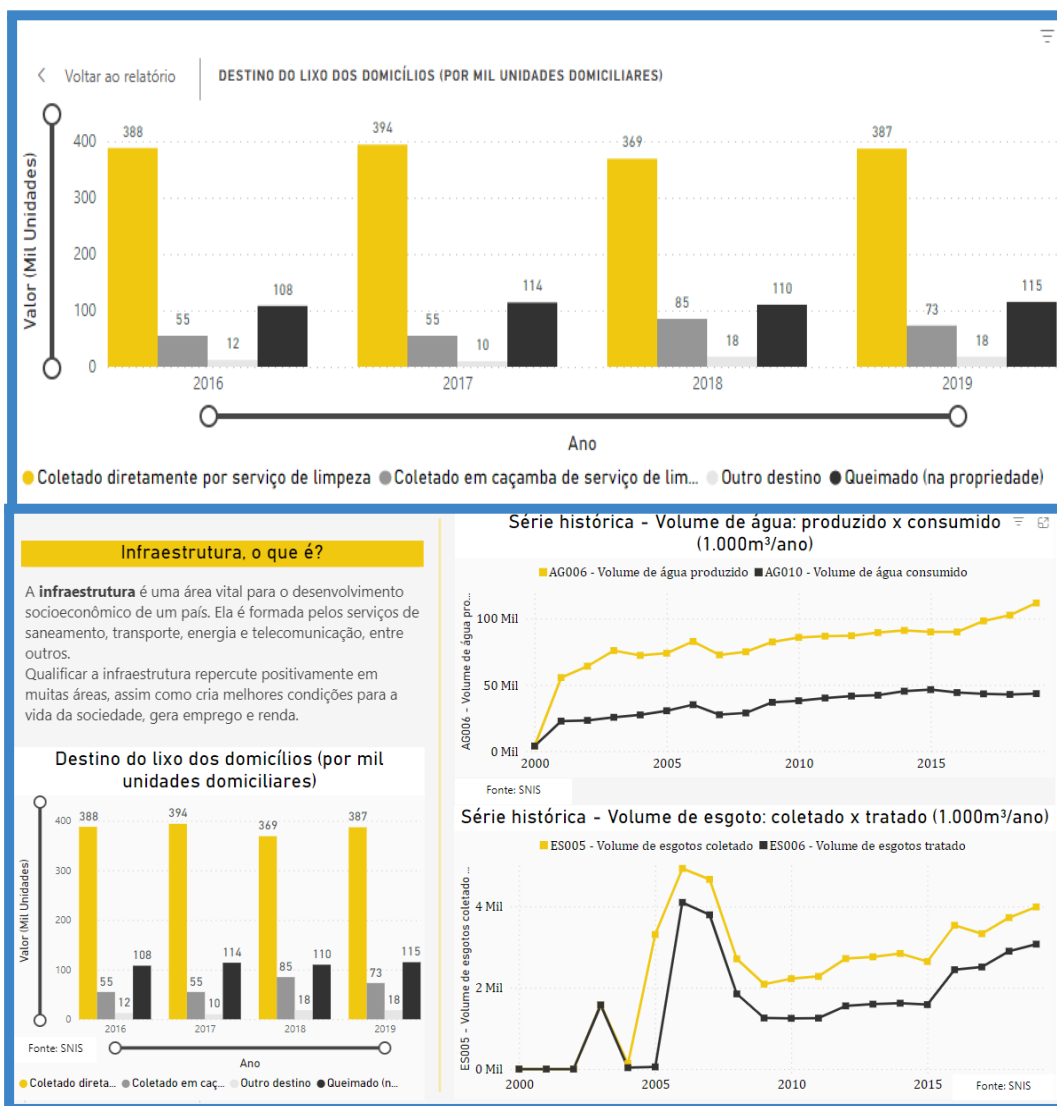 Voltar ao relatório
DESTINO DO LIXO DOS DOMICÍLIOS (POR MIL UNIDADES DOMICILIARES)
Valor (Mil Unidades)
400
300
200
100
0
388
55
12
108
394
55
10
114
369
85
18
110
387
73
18
115
2016
2017
2018
2019
Ano
Coletado diretamente por serviço de limpeza
Coletado em caçamba de serviço de lim...
Outro destino
Queimado (na propriedade)
Infraestrutura, o que é?
A infraestrutura é uma área vital para o desenvolvimento
socioeconômico de um país. Ela é formada pelos serviços de
saneamento, transporte, energia e telecomunicação, entre
outros.
Qualificar a infraestrutura repercute positivamente em
muitas áreas, assim como cria melhores condições para a
vida da sociedade, gera emprego e renda.
Destino do lixo dos domicílios (por mil
unidades domiciliares)
Valor (Mil Unidades)
400
300
200
100
0
388
55
12
108
394
55
10
114
369
85
18
110
387
73
18
115
2016
2017
2018
2019
Fonte: SNIS
Ano
Coletado direta...
Coletado em caç...
Outro destino
Queimado (n...
Série histórica - Volume de água: produzido x consumido
(1.000m³/ano)
AG006 - Volume de água produzido
AG010 - Volume de água consumido
AG006 - Volume de água pro...
100 Mil
50 Mil
0 Mil
2000
2005
2010
2015
Fonte: SNIS
Série histórica - Volume de esgoto: coletado x tratado (1.000m³/ano)
ES005 - Volume de esgotos coletado
ES006 - Volume de esgotos tratado
ES005 - Volume de esgotos coletado ...
4 Mil
2 Mil
0 Mil
2000
2005
2010
2015
Fonte: SNIS